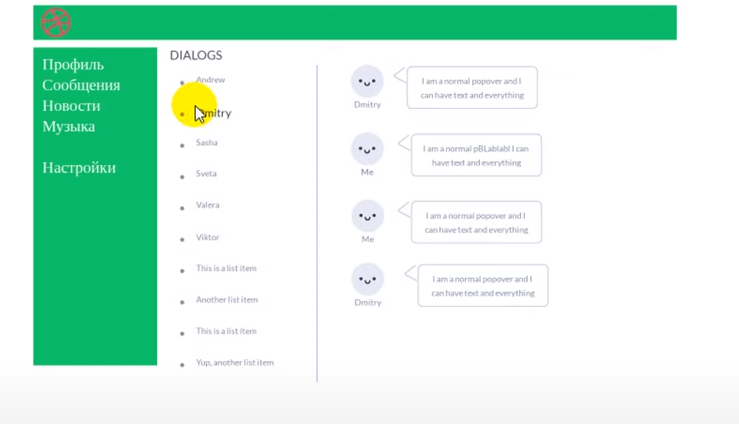 Профиль
Сообщения
Новости
Музыка
Настройки
DIALOGS
Andrew
mitry
Sasha
Sveta
Valera
Viktor
This is a list item
Another list item
This is a list item
Yup, another list item
I am a normal popover and I
can have text and everything
Dmitry
I am a normal pBLablabl I can
have text and everything
Me
I am a normal popover and I
can have text and everything
Me
I am a normal popover and I
can have text and everything
Dmitry